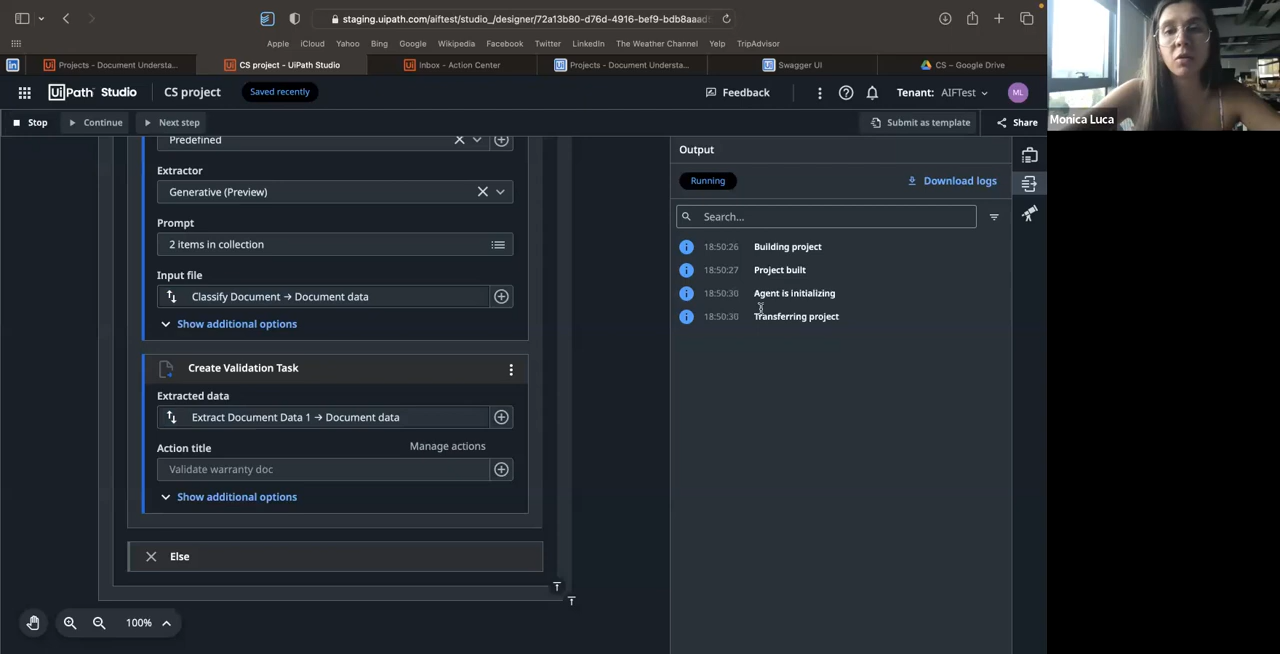 staging.uipath.com/aiftest/studio_/designer/72a13b80-d76d-4916-bef9-bdb8aaad
Apple iCloud Yahoo Bing Google Wikipedia Facebook Twitter LinkedIn The Weather Channel Yelp TripAdvisor
Projects - Document Understa... CS project - UiPath Studio Inbox - Action Center Projects - Document Understa... Swagger UI CS – Google Drive
UiPath Studio CS project Saved recently Feedback Tenant: AIFTest ML
Monica Luca
Stop Continue Next step Submit as template Share
Predefined
Output
Extractor
Running Download logs
Generative (Preview)
Search...
Prompt
2 items in collection
18:50:26 Building project
18:50:27 Project built
Input file
18:50:30 Agent is initializing
Classify Document → Document data
18:50:30 Transferring project
Show additional options
Create Validation Task
Extracted data
Extract Document Data 1 → Document data
Action title Manage actions
Validate warranty doc
Show additional options
Else
100%